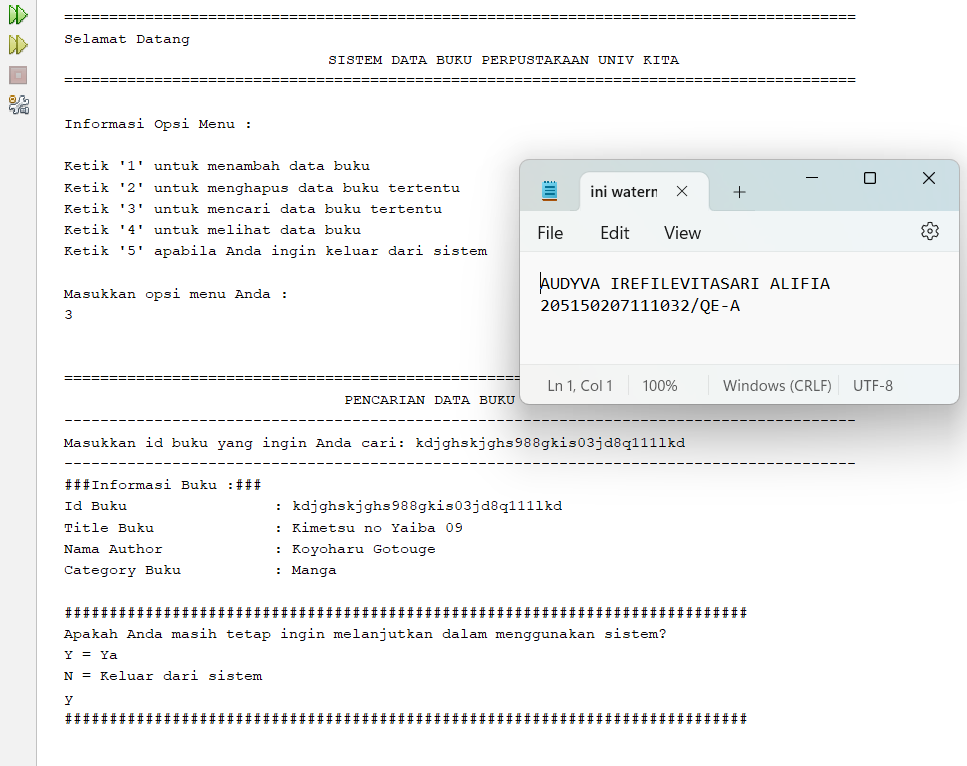 ================================================================================
Selamat Datang
SISTEM DATA BUKU PERPUSTAKAAN UNIV KITA
================================================================================
Informasi Opsi Menu :
Ketik '1' untuk menambah data buku
Ketik '2' untuk menghapus data buku tertentu
Ketik '3' untuk mencari data buku tertentu
Ketik '4' untuk melihat data buku
Ketik '5' apabila Anda ingin keluar dari sistem
Masukkan opsi menu Anda :
3
ini watern
File Edit View
AUDYVA IREFILEVITASARI ALIFIA
205150207111032/QE-A
Ln 1, Col 1 100% Windows (CRLF) UTF-8
===================================================
PENCARIAN DATA BUKU
----------------------------------------------------------------------------------------
Masukkan id buku yang ingin Anda cari: kdjghskjghs988gkis03jd8q111lkd
----------------------------------------------------------------------------------------
###Informasi Buku :###
Id Buku : kdjghskjghs988gkis03jd8q111lkd
Title Buku : Kimetsu no Yaiba 09
Nama Author : Koyoharu Gotouge
Category Buku : Manga
############################################################################
Apakah Anda masih tetap ingin melanjutkan dalam menggunakan sistem?
Y = Ya
N = Keluar dari sistem
y
############################################################################